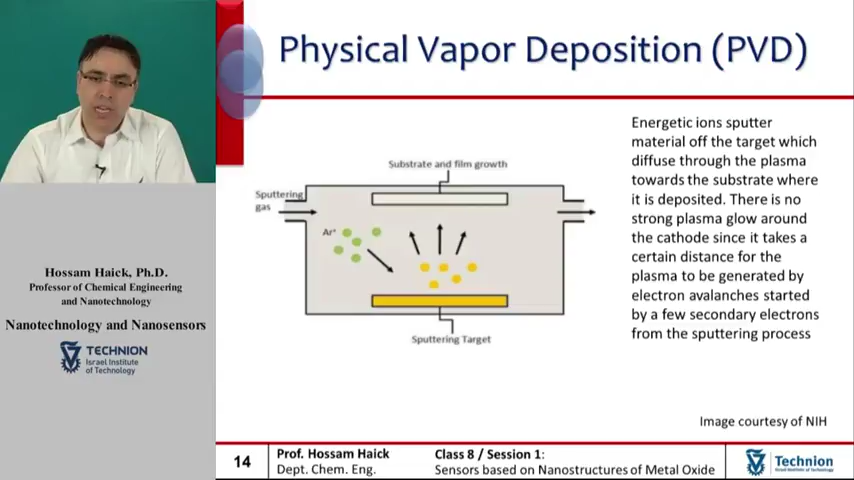 Physical Vapor Deposition (PVD)
Energetic ions sputter
material off the target which
diffuse through the plasma
towards the substrate where
it is deposited. There is no
strong plasma glow around
the cathode since it takes a
certain distance for the
plasma to be generated by
electron avalanches started
by a few secondary electrons
from the sputtering process
Substrate and film growth
Sputtering
gas
Ar⁺
Sputtering Target
Image courtesy of NIH
Hossam Haick, Ph.D.
Professor of Chemical Engineering
and Nanotechnology
Nanotechnology and Nanosensors
TECHNION
Israel Institute
of Technology
14
Prof. Hossam Haick
Dept. Chem. Eng.
Class 8 / Session 1:
Sensors based on Nanostructures of Metal Oxide
Technion
Israel Institute of Technology